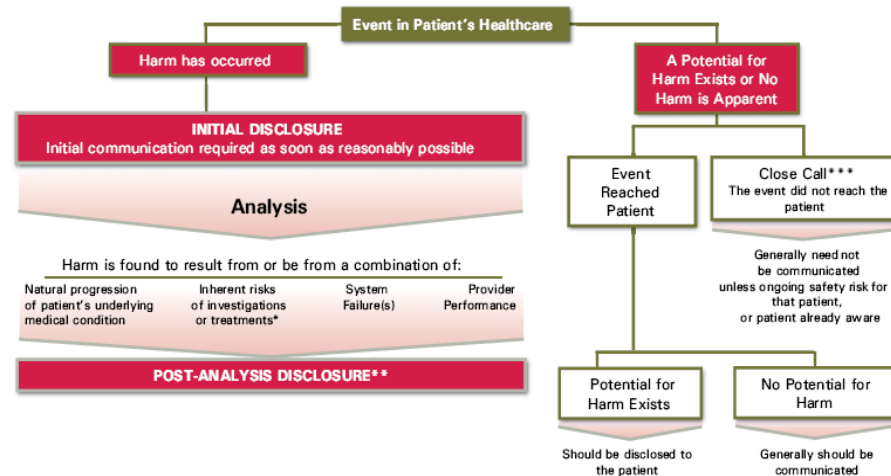 Event in Patient's Healthcare
Harm has occurred
A Potential for
Harm Exists or No
Harm is Apparent
INITIAL DISCLOSURE
Initial communication required as soon as reasonably possible
Event
Reached
Patient
Close Call***
The event did not reach the
patient
Analysis
Generally need not
be communicated
unless ongoing safety risk for
that patient,
or patient already aware
Harm is found to result from or be from a combination of:
Natural progression
of patient's underlying
medical condition
Inherent risks
of investigations
or treatments*
System
Failure(s)
Provider
Performance
POST-ANALYSIS DISCLOSURE**
Potential for
Harm Exists
No Potential for
Harm
Should be disclosed to
the patient
Generally should be
communicated